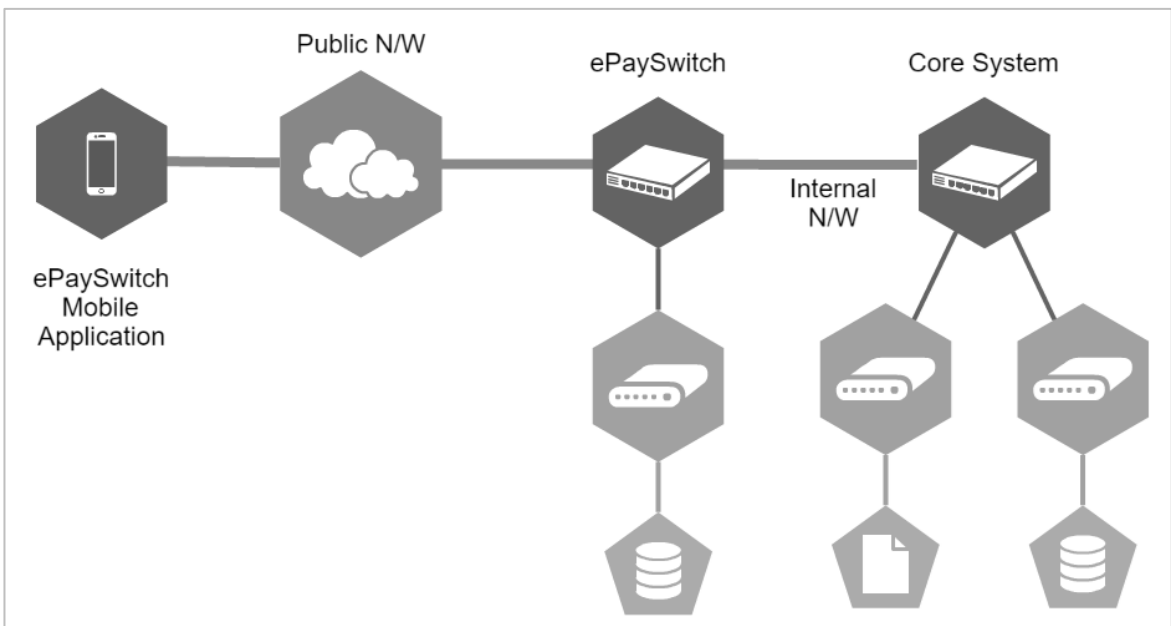 Public N/W
ePaySwitch
Core System
Internal
N/W
ePaySwitch
Mobile
Application